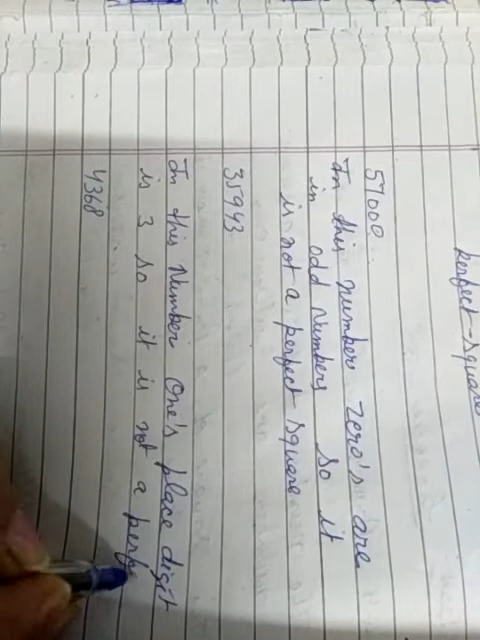 perfect-square
57000
In this number zero's are
in odd Numbers so it
is not a perfect square
35943
In this Number One's place digit
is 3 so it is not a perf
4368